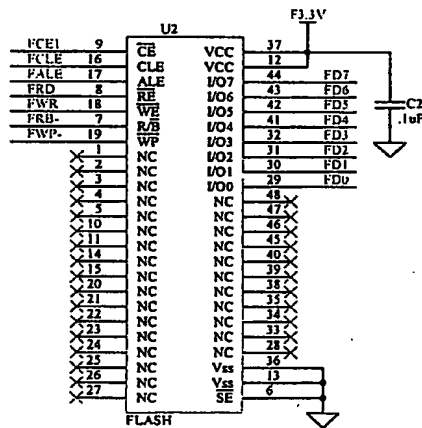 F3.3V
U2
FCE1 9 CE VCC 37
FCLE 16 CLE VCC 12
FALE 17 ALE I/O7 44 FD7
FRD 8 RE I/O6 43 FD6
FWR 18 WE I/O5 42 FD5
FRB- 7 R/B I/O4 41 FD4
FWP- 19 WP I/O3 32 FD3
1 NC I/O2 31 FD2
2 NC I/O1 30 FD1
3 NC I/O0 29 FD0
4 NC NC 48
5 NC NC 47
10 NC NC 46
11 NC NC 45
14 NC NC 40
15 NC NC 39
20 NC NC 38
21 NC NC 35
22 NC NC 34
23 NC NC 33
24 NC NC 28
25 NC Vss 36
26 NC Vss 13
27 NC SE 6
FLASH
C2
.1uF